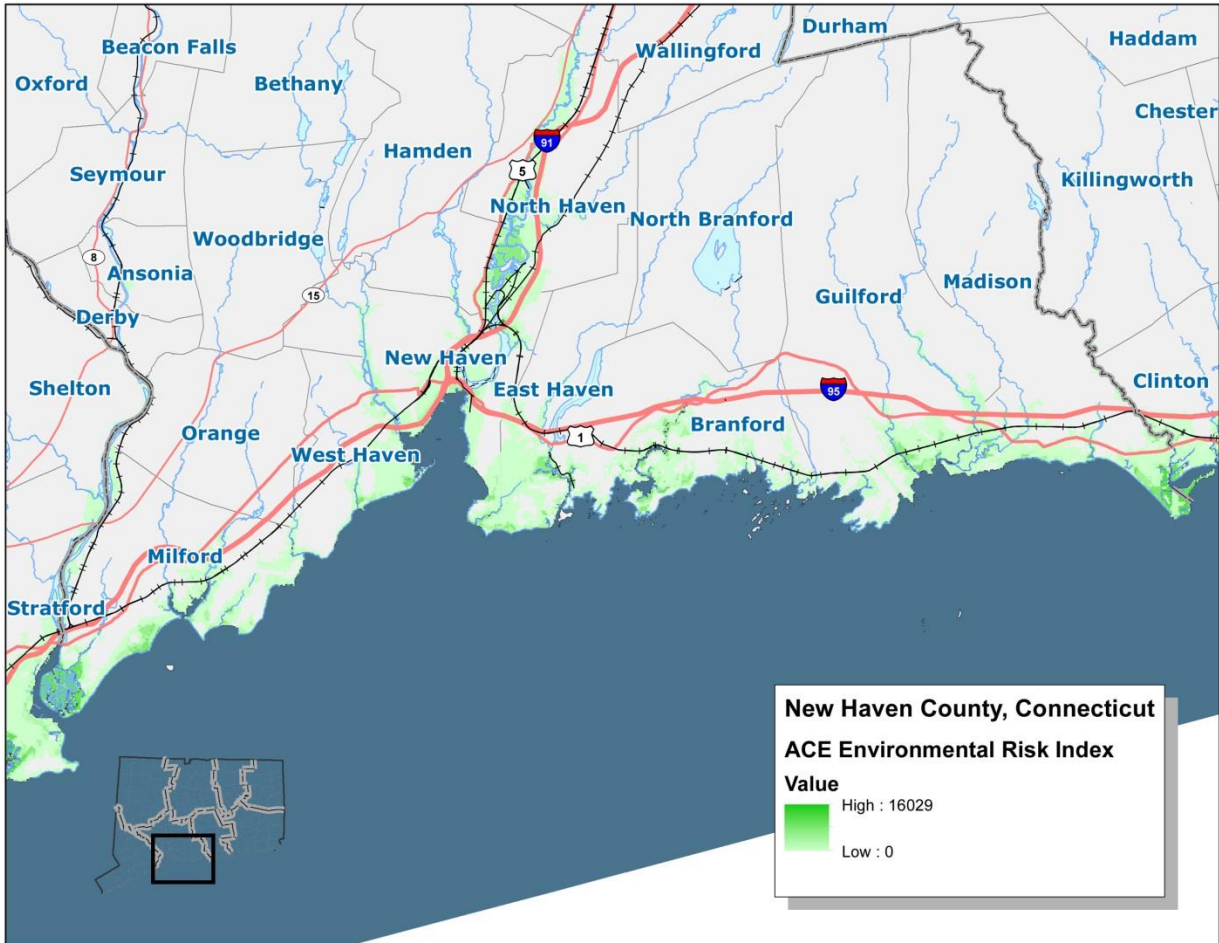 Durham
Wallingford
Haddam
Beacon Falls
Oxford
Bethany
Chester
91
Hamden
5
Seymour
Killingworth
North Haven
North Branford
Woodbridge
8
Ansonia
15
Madison
Guilford
Derby
New Haven
Shelton
East Haven
95
Clinton
Orange
1
Branford
West Haven
Milford
Stratford
New Haven County, Connecticut
ACE Environmental Risk Index
Value
High : 16029
Low : 0